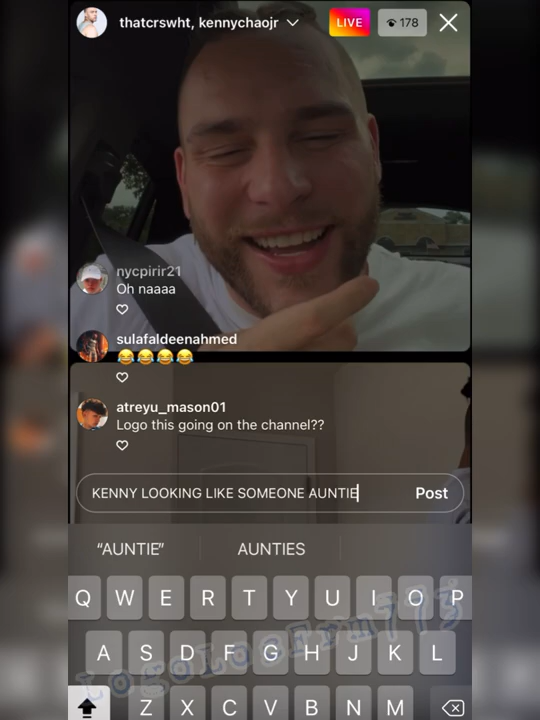 thatcrswht, kennychaojr
LIVE
178
nycpirir21
Oh naaaa
sulafaldeenahmed
😂😂😂😂
atreyu_mason01
Logo this going on the channel??
KENNY LOOKING LIKE SOMEONE AUNTIE
Post
“AUNTIE”
AUNTIES
Q W E R T Y U I O P
A S D F G H J K L
Z X C V B N M
LogoLosFrm773